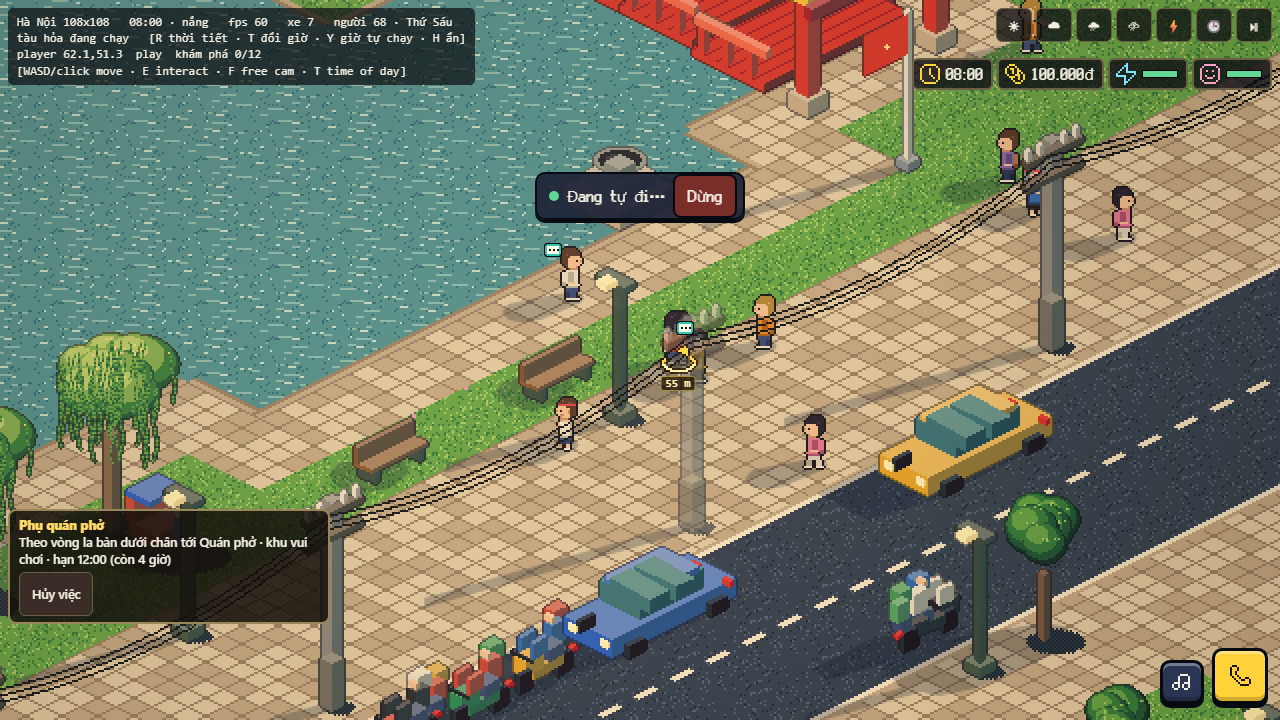 Hà Nội 108x108 08:00 · nắng fps 60 xe 7 người 68 · Thứ Sáu
tàu hỏa đang chạy [R thời tiết · T đổi giờ · Y giờ tự chạy · H ẩn]
player 62.1,51.3 play khám phá 0/12
[WASD/click move · E interact · F free cam · T time of day]
08:00
100.000đ
Đang tự đi···
Dừng
55 m
Phụ quán phở
Theo vòng la bàn dưới chân tới Quán phở · khu vui
chơi · hạn 12:00 (còn 4 giờ)
Hủy việc